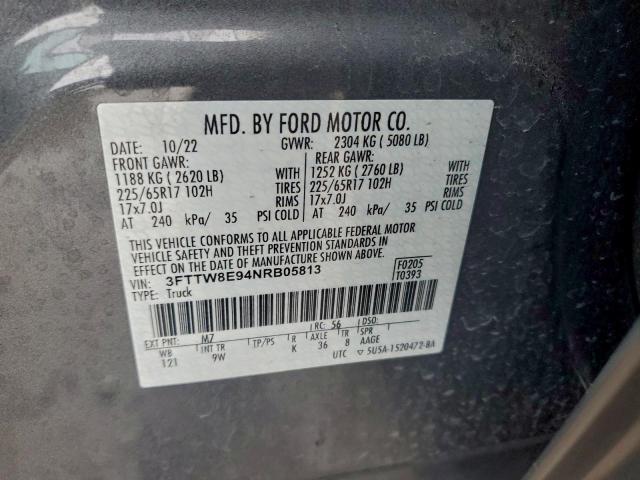 MFD. BY FORD MOTOR CO.
DATE: 10/22 GVWR: 2304 KG ( 5080 LB)
FRONT GAWR: REAR GAWR:
1188 KG ( 2620 LB) 1252 KG ( 2760 LB)
225/65R17 102H TIRES 225/65R17 102H TIRES
17x7.0J RIMS 17x7.0J RIMS
AT 240 kPa/ 35 PSI COLD AT 240 kPa/ 35 PSI COLD
THIS VEHICLE CONFORMS TO ALL APPLICABLE FEDERAL MOTOR
VEHICLE SAFETY AND THEFT PREVENTION STANDARDS IN
EFFECT ON THE DATE OF MANUFACTURE SHOWN ABOVE.
VIN: 3FTTW8E94NRB05813 F0205
TYPE: Truck T0393
EXT PNT: M7 RC: 56 DSO:
WB INT TR TP/PS R AXLE TR SPR
121 9W K 36 8 AAGE
UTC 5U5A-1520472-BA